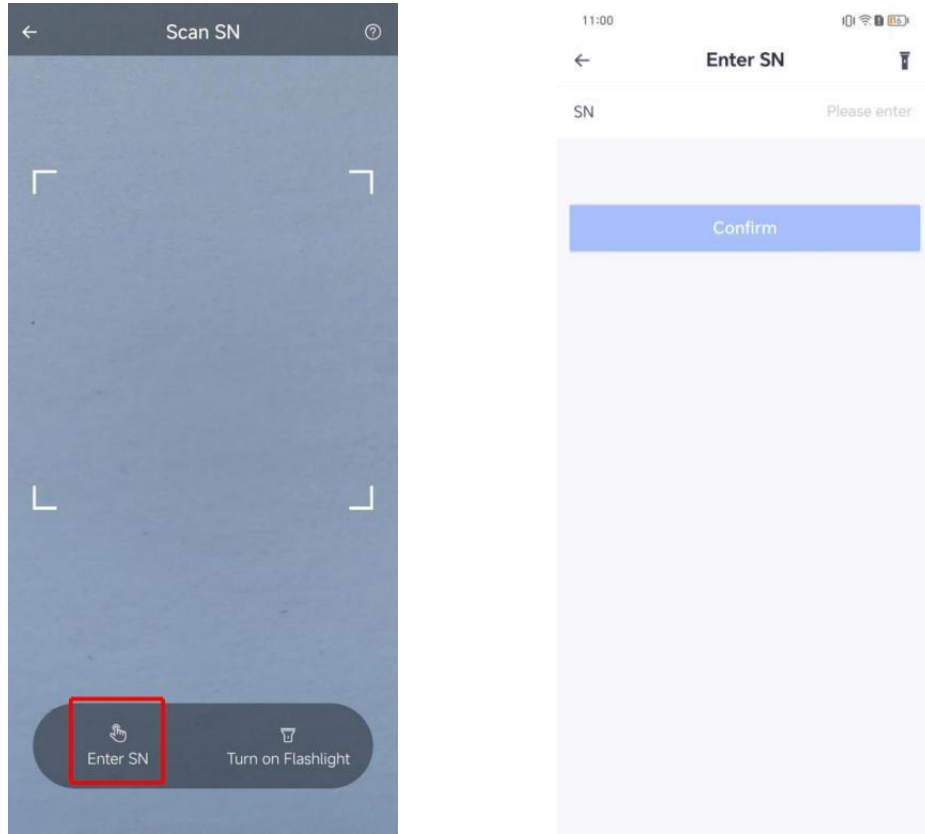 Scan SN
Enter SN
Turn on Flashlight
11:00
Enter SN
SN
Please enter
Confirm